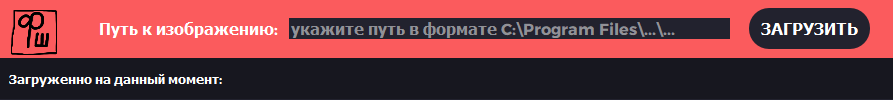 Фш
Путь к изображению: укажите путь в формате C:\Program Files\...\... ЗАГРУЗИТЬ
Загруженно на данный момент: